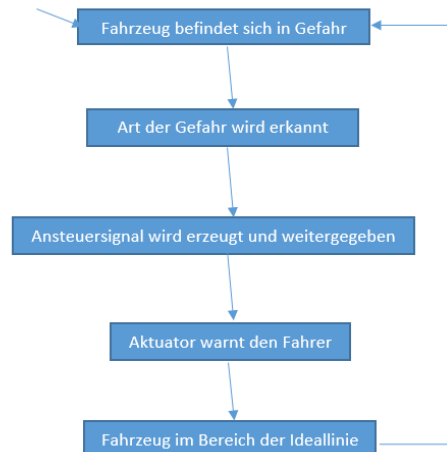 Fahrzeug befindet sich in Gefahr
Art der Gefahr wird erkannt
Ansteuersignal wird erzeugt und weitergegeben
Aktuator warnt den Fahrer
Fahrzeug im Bereich der Ideallinie